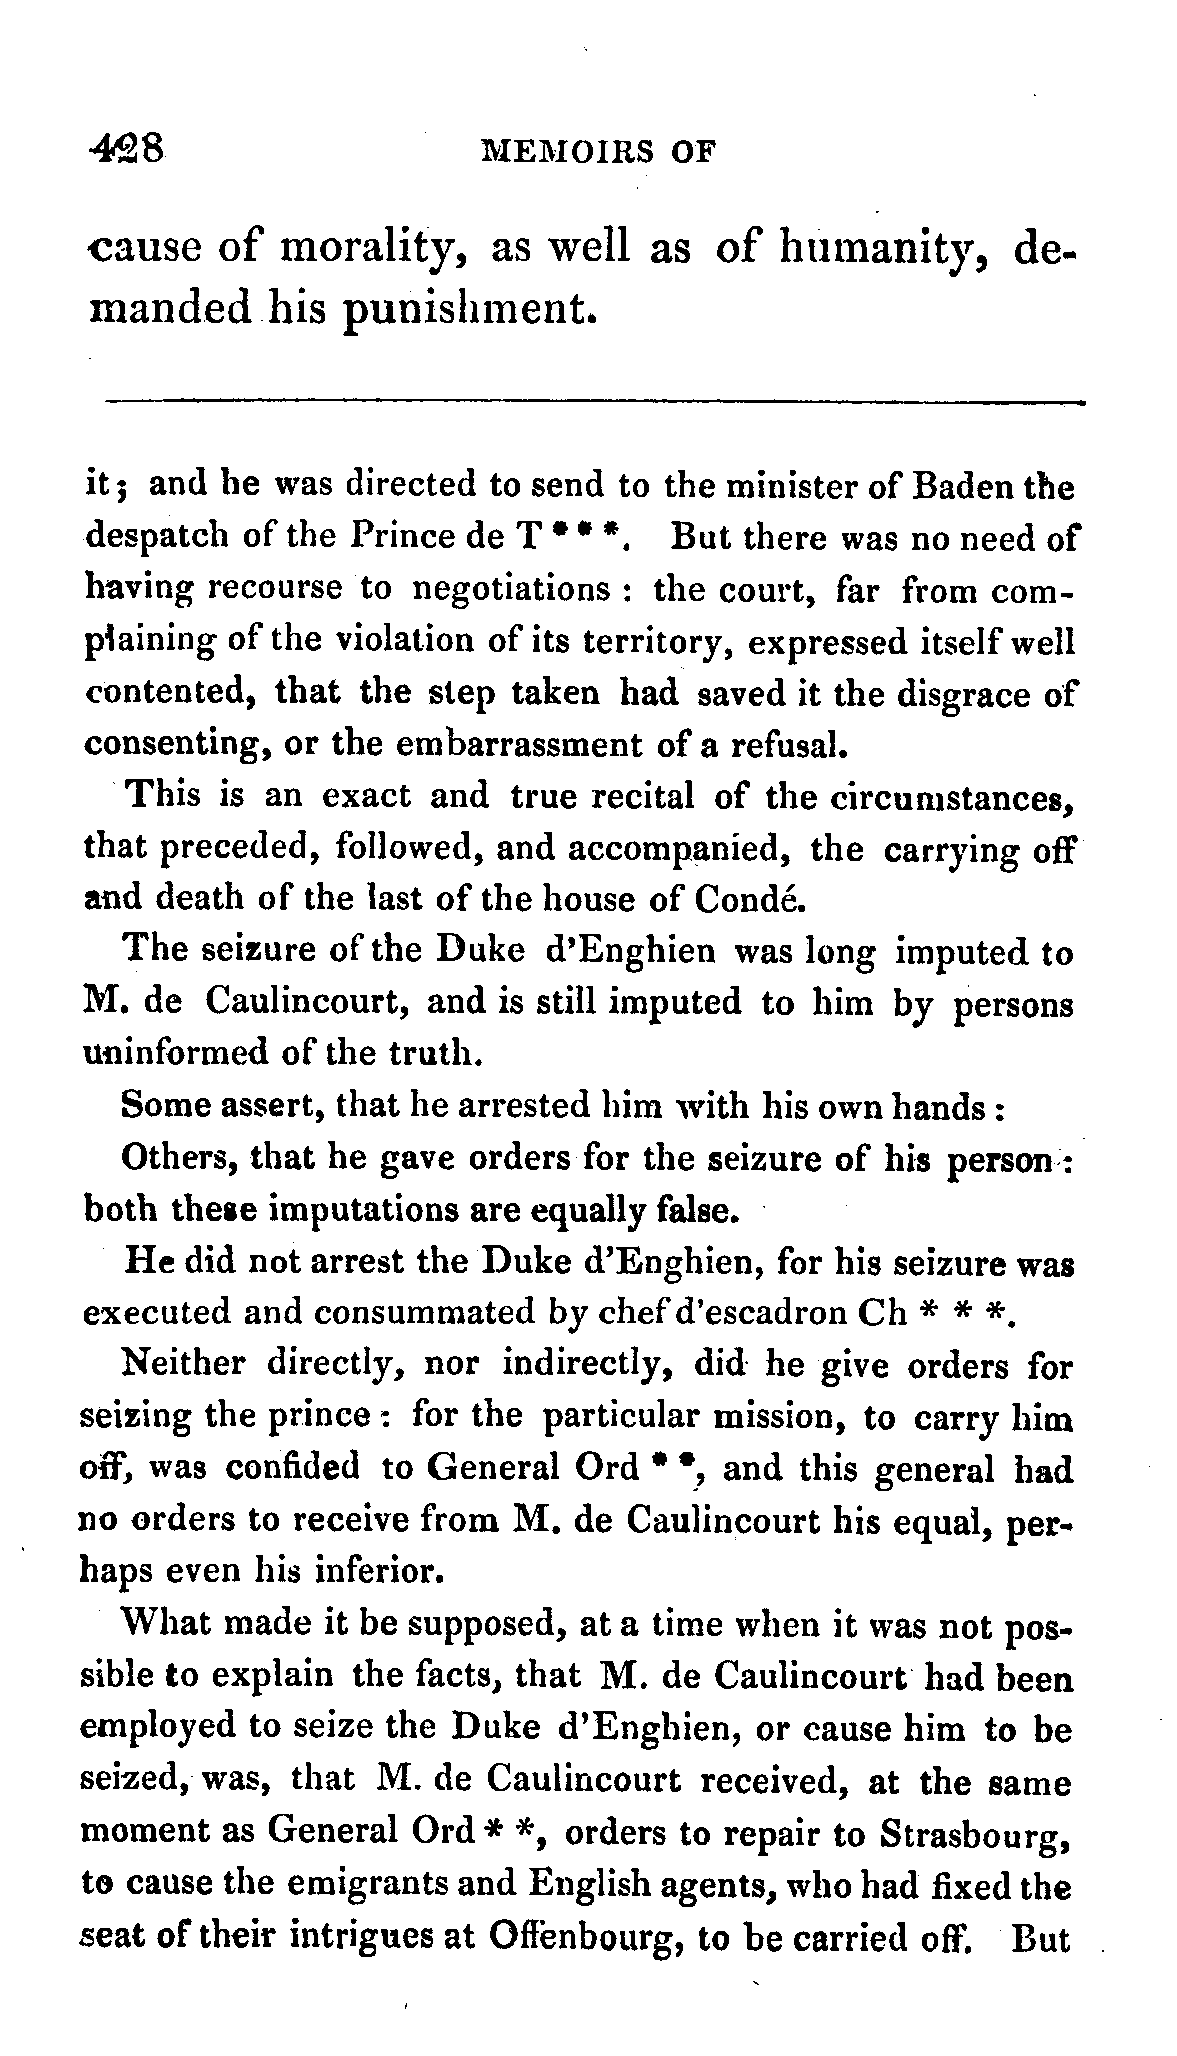 428 MEMOIRS OF
cause of morality, as well as of humanity, de-
manded his punishment.
it; and he was directed to send to the minister of Baden the
despatch of the Prince de T * * *. But there was no need of
having recourse to negotiations : the court, far from com-
plaining of the violation of its territory, expressed itself well
contented, that the step taken had saved it the disgrace of
consenting, or the embarrassment of a refusal.
This is an exact and true recital of the circumstances,
that preceded, followed, and accompanied, the carrying off
and death of the last of the house of Condé.
The seizure of the Duke d'Enghien was long imputed to
M. de Caulincourt, and is still imputed to him by persons
uninformed of the truth.
Some assert, that he arrested him with his own hands :
Others, that he gave orders for the seizure of his person :
both these imputations are equally false.
He did not arrest the Duke d'Enghien, for his seizure was
executed and consummated by chef d'escadron Ch * * *.
Neither directly, nor indirectly, did he give orders for
seizing the prince : for the particular mission, to carry him
off, was confided to General Ord * *, and this general had
no orders to receive from M. de Caulincourt his equal, per-
haps even his inferior.
What made it be supposed, at a time when it was not pos-
sible to explain the facts, that M. de Caulincourt had been
employed to seize the Duke d'Enghien, or cause him to be
seized, was, that M. de Caulincourt received, at the same
moment as General Ord * *, orders to repair to Strasbourg,
to cause the emigrants and English agents, who had fixed the
seat of their intrigues at Offenbourg, to be carried off. But